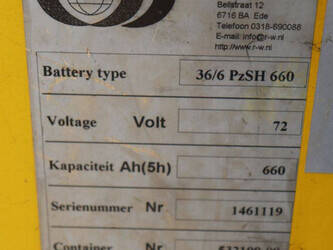 Bellstraat 12
6716 BA Ede
Telefoon 0318-690088
E-mail: info@r-w.nl
http://www.r-w.nl
Battery type 36/6 PzSH 660
Voltage Volt 72
Kapaciteit Ah(5h) 660
Serienummer Nr 1461119
Container Nr